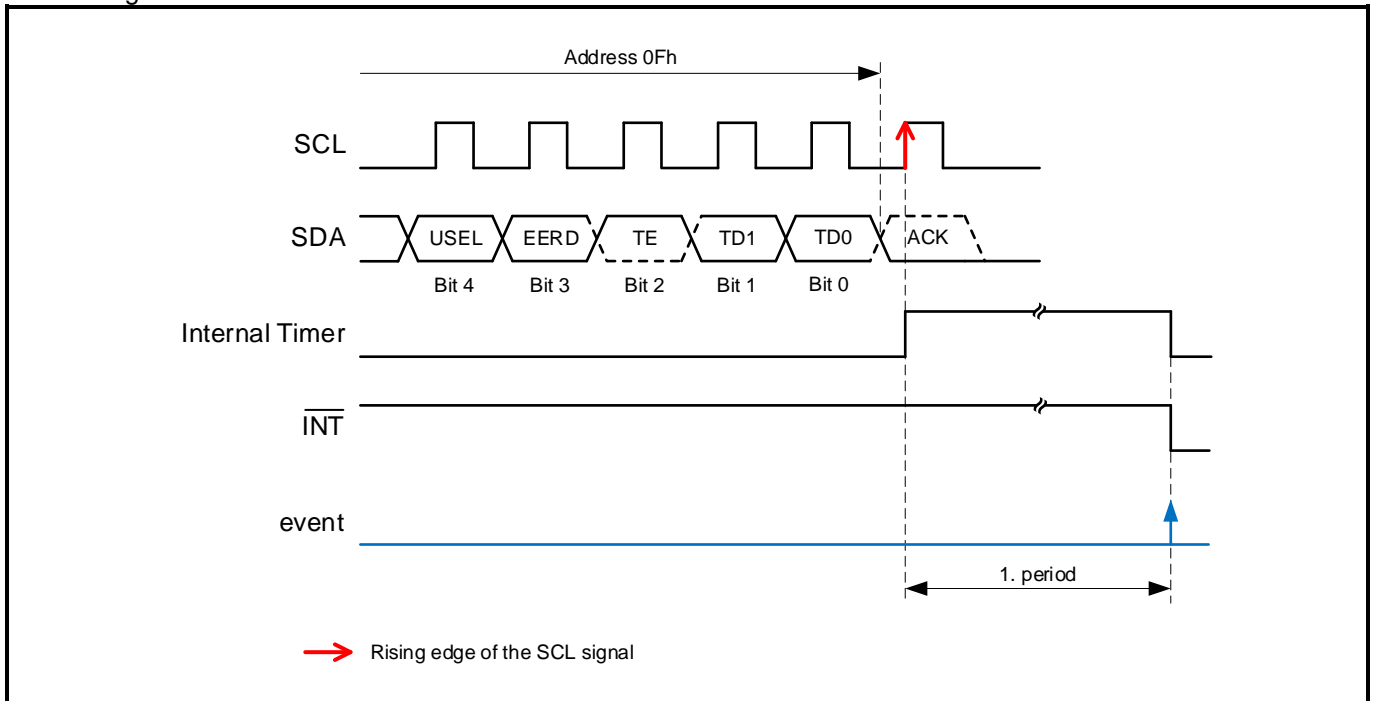 Address 0Fh
SCL
SDA
USEL
EERD
TE
TD1
TD0
ACK
Bit 4
Bit 3
Bit 2
Bit 1
Bit 0
Internal Timer
INT
event
1. period
Rising edge of the SCL signal